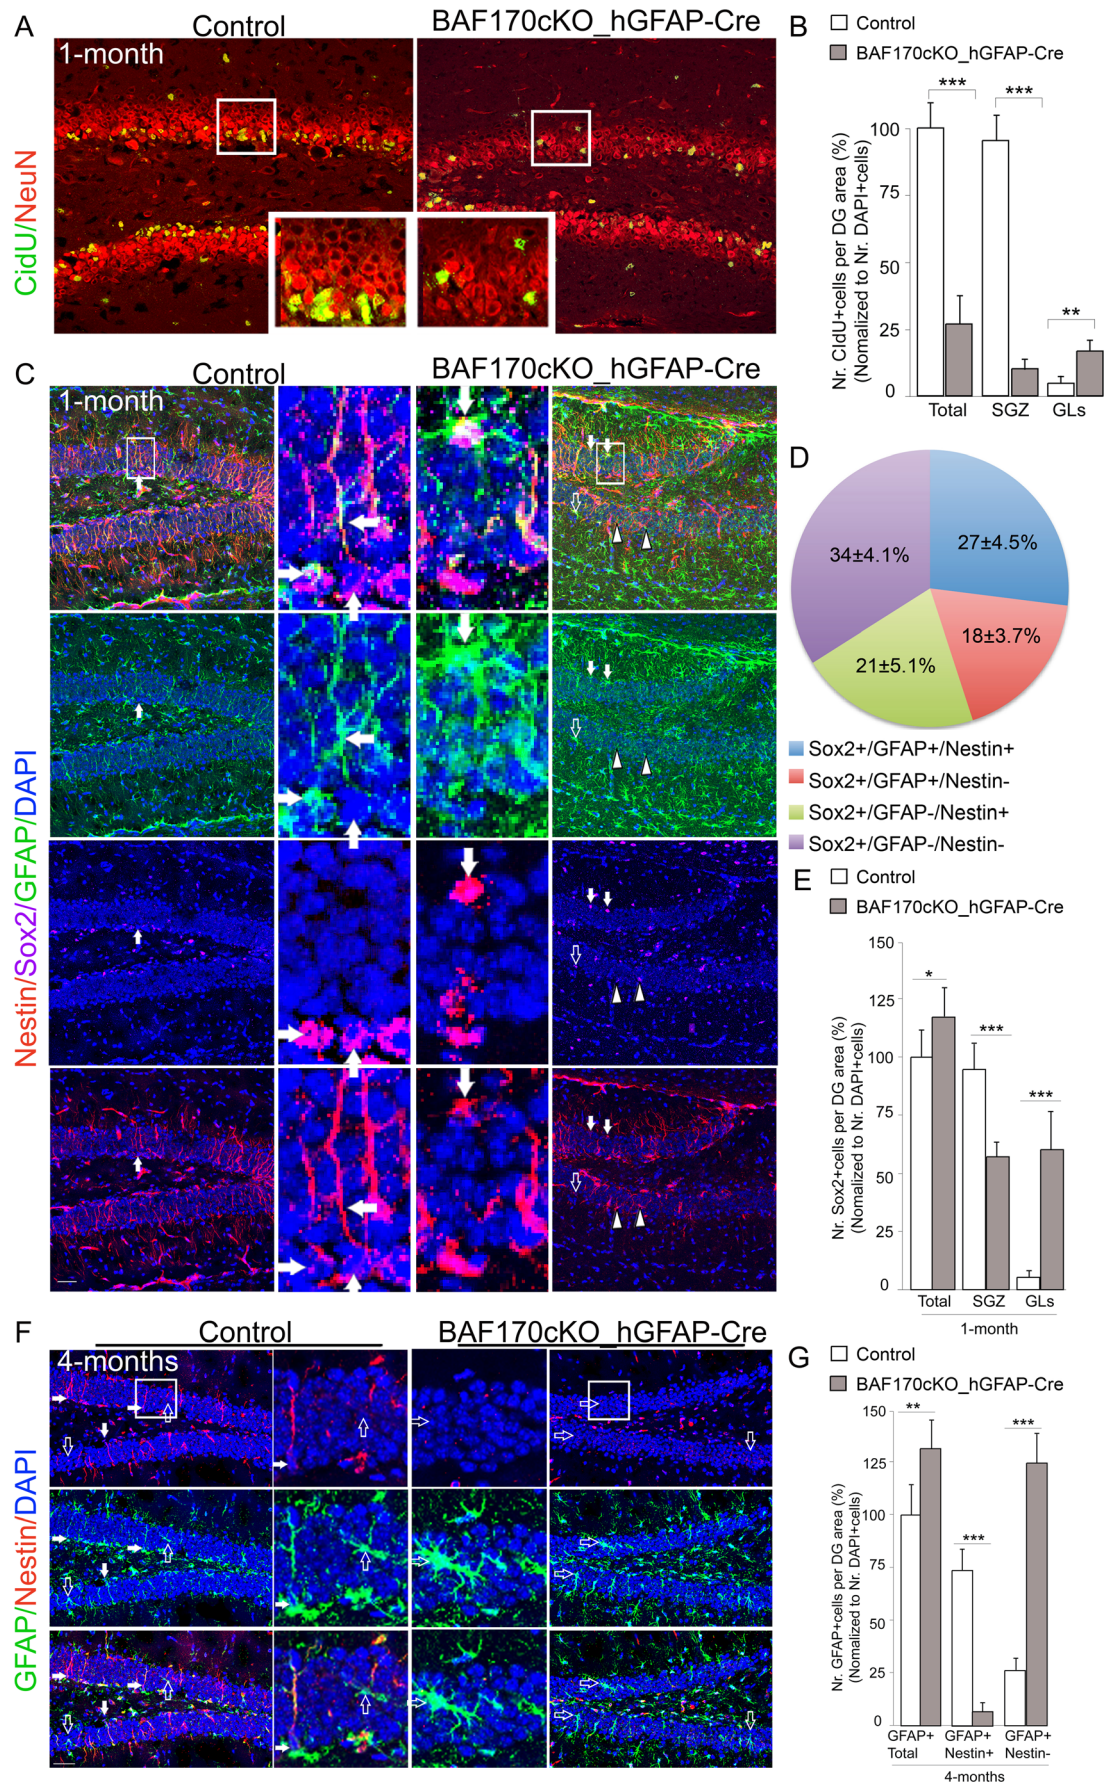 A
Control
BAF170cKO_hGFAP-Cre
1-month
CidU/NeuN
B
Control
BAF170cKO_hGFAP-Cre
***
***
**
Nr. CldU+cells per DG area (%)
(Nomalized to Nr. DAPI+cells)
100
75
50
25
0
Total SGZ GLs
C
Control
BAF170cKO_hGFAP-Cre
1-month
Nestin/Sox2/GFAP/DAPI
D
34±4.1%
27±4.5%
18±3.7%
21±5.1%
Sox2+/GFAP+/Nestin+
Sox2+/GFAP+/Nestin-
Sox2+/GFAP-/Nestin+
Sox2+/GFAP-/Nestin-
E
Control
BAF170cKO_hGFAP-Cre
Nr. Sox2+cells per DG area (%)
(Nomalized to Nr. DAPI+cells)
150
125
100
75
50
25
0
*
***
***
Total SGZ GLs
1-month
F
Control
BAF170cKO_hGFAP-Cre
4-months
GFAP/Nestin/DAPI
G
Control
BAF170cKO_hGFAP-Cre
Nr. GFAP+cells per DG area (%)
(Nomalized to Nr. DAPI+cells)
150
100
75
50
25
0
**
***
***
GFAP+ GFAP+ GFAP+
Total Nestin+ Nestin-
4-months